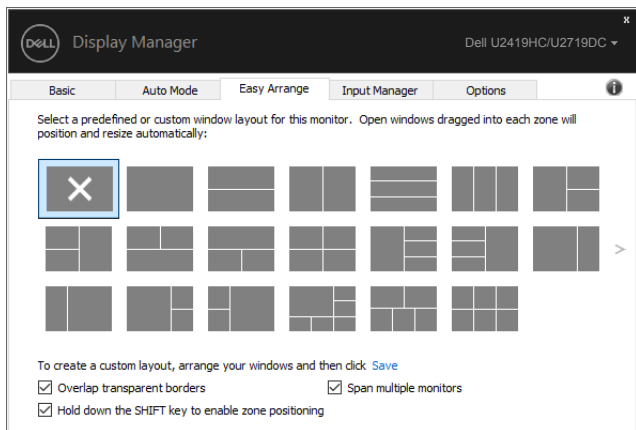 x
DELL Display Manager Dell U2419HC/U2719DC
Basic Auto Mode Easy Arrange Input Manager Options
Select a predefined or custom window layout for this monitor. Open windows dragged into each zone will
position and resize automatically:
To create a custom layout, arrange your windows and then click Save
Overlap transparent borders Span multiple monitors
Hold down the SHIFT key to enable zone positioning